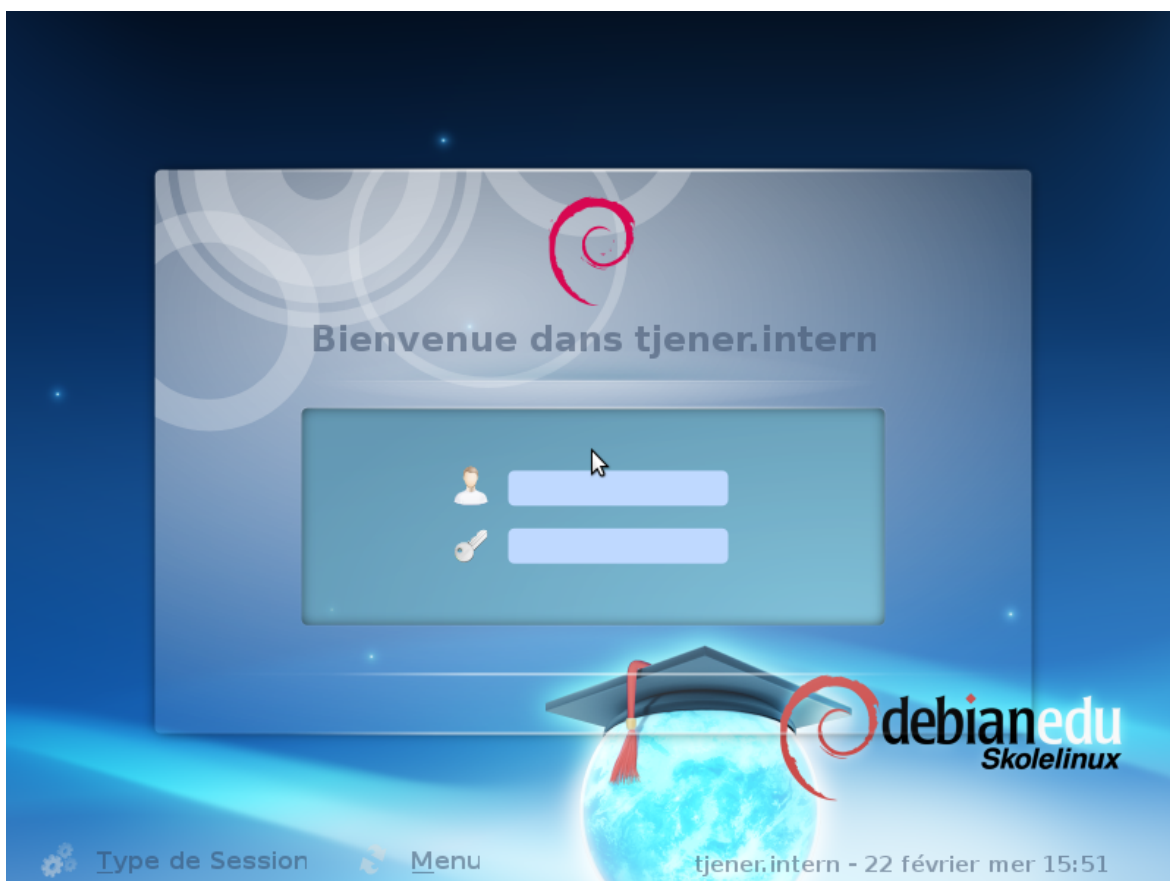 Bienvenue dans tjener.intern
debianedu
Skolelinux
Type de Session
Menu
tjener.intern - 22 février mer 15:51